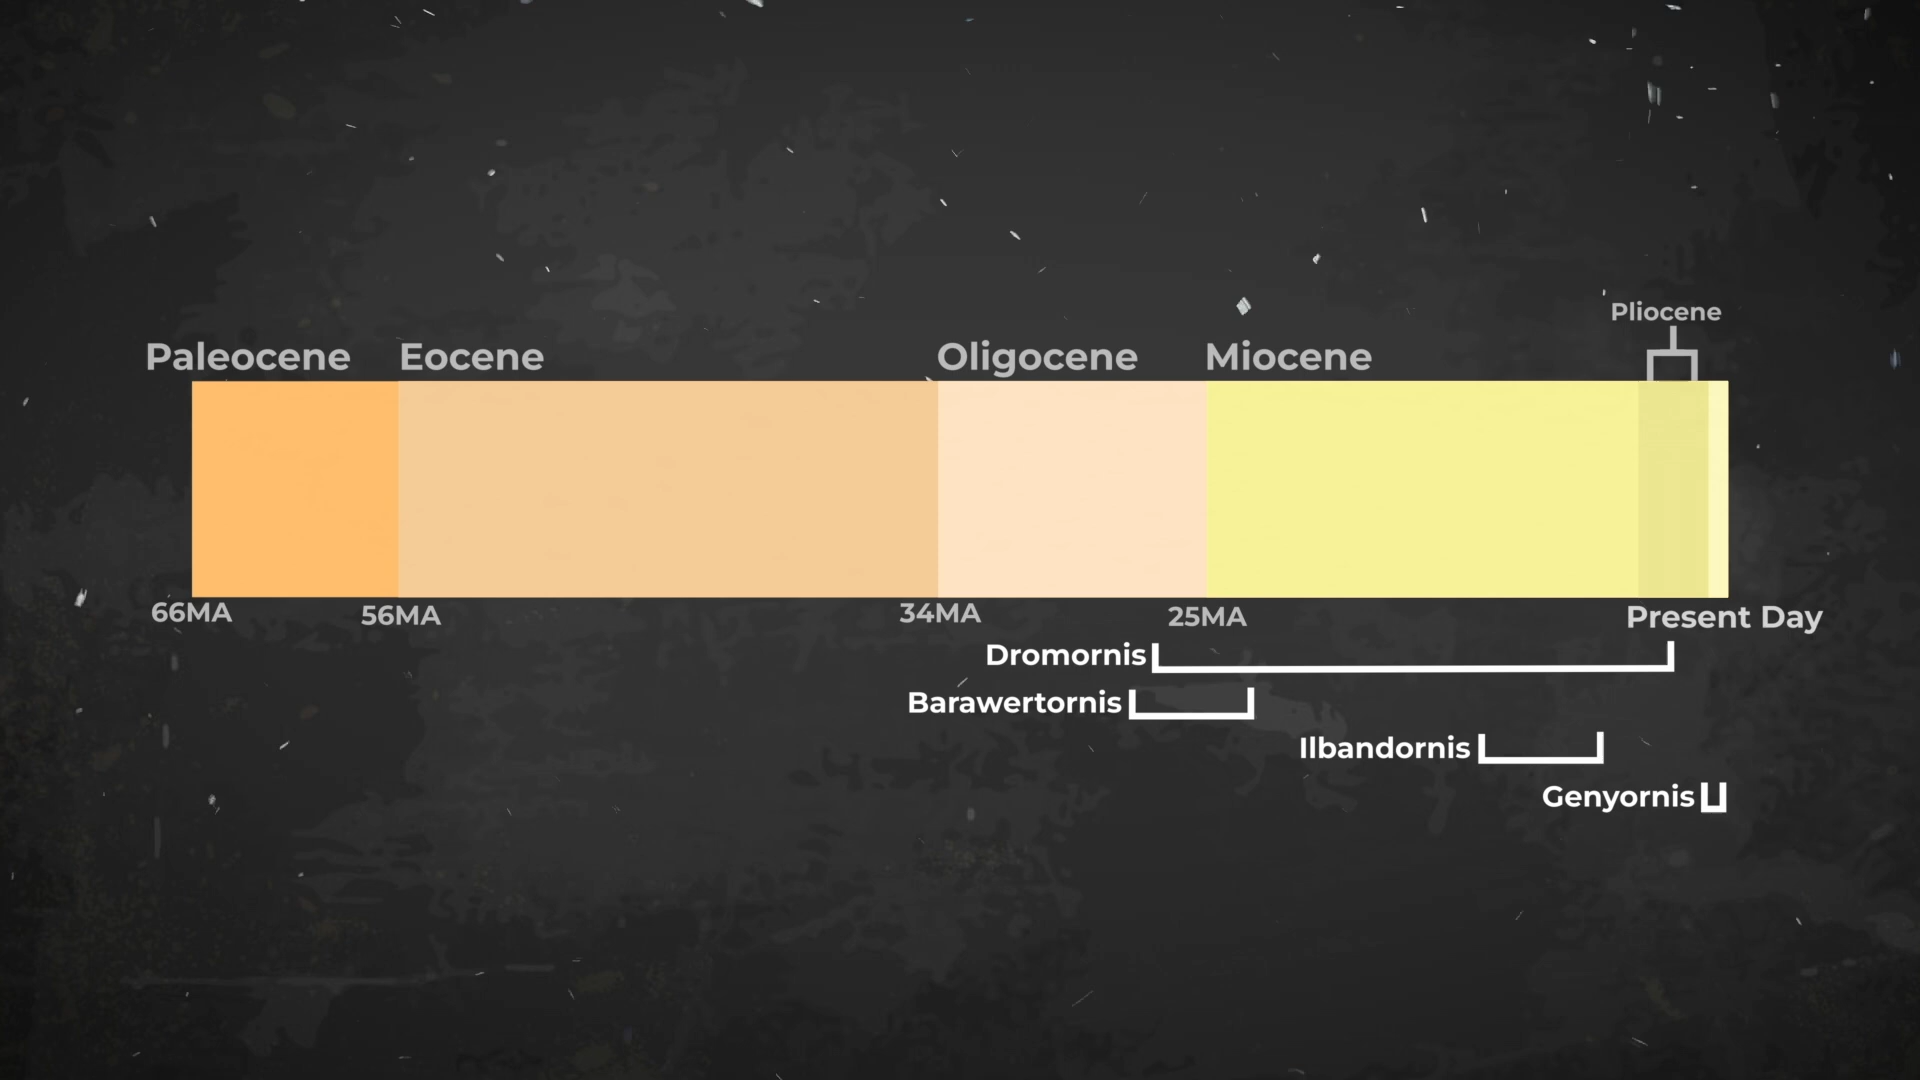 Pliocene
Paleocene Eocene Oligocene Miocene
66MA 56MA 34MA 25MA Present Day
Dromornis
Barawertornis
Ilbandornis
Genyornis